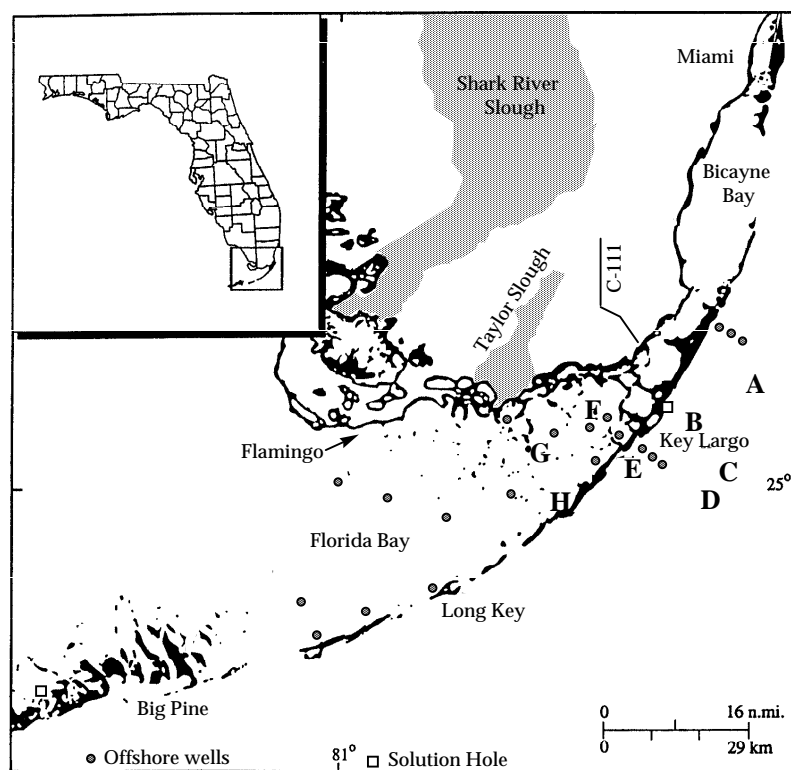 Miami
Shark River
Slough
Bicayne
Bay
C-111
Taylor Slough
A
F
B
Key Largo
Flamingo
G
E
C
25°
H
D
Florida Bay
Long Key
Big Pine
0 16 n.mi.
0 29 km
Offshore wells
81°
Solution Hole